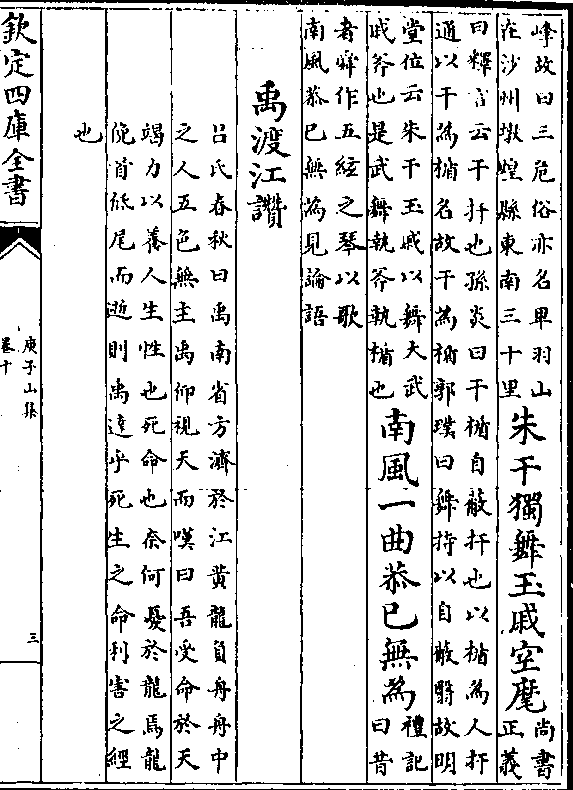 峰故曰三危俗亦名卑羽山
在沙州墩煌縣東南三十里
朱干獨舞玉戚空麾
尚書
正義
曰釋言云干扞也孫炎曰干楯自蔽扞也以楯為人扞
通以干為楯名故干為楯郭璞曰舞持以自蔽翳故明
堂位云朱干玉戚以舞大武
戚斧也是武舞執斧執楯也
南風一曲恭已無為
禮記
曰昔
者舜作五絃之琴以歌
南風恭已無為見論語
禹渡江讚
呂氏春秋曰禹南省方濟於江黄龍負舟舟中
之人五色無主禹仰視天而嘆曰吾受命於天
竭力以養人生性也死命也奈何憂於龍焉龍
俛首低尾而逝則禹達乎死生之命利害之經
也
欽定四庫全書
庾子山集
卷十
三